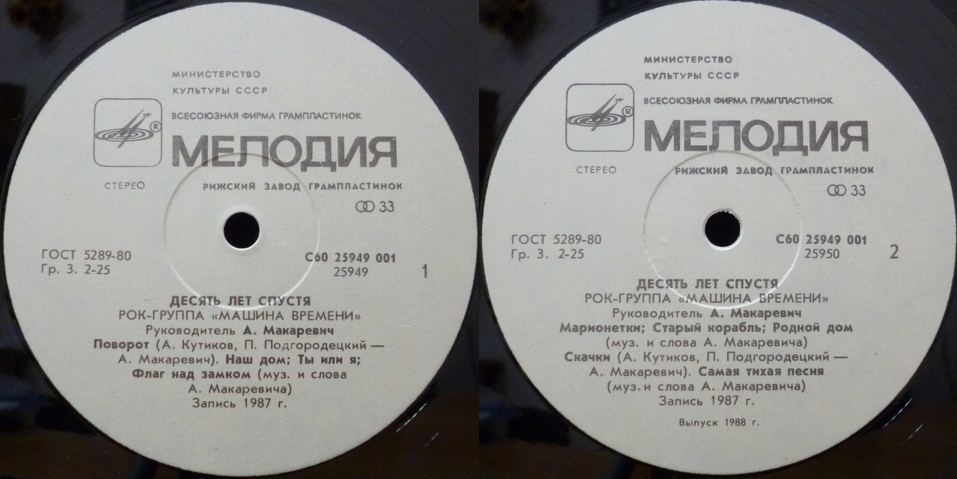 МИНИСТЕРСТВО
КУЛЬТУРЫ СССР
ВСЕСОЮЗНАЯ ФИРМА ГРАМПЛАСТИНОК
®
МЕЛОДИЯ
СТЕРЕО
РИЖСКИЙ ЗАВОД ГРАМПЛАСТИНОК
33
ГОСТ 5289-80
Гр. 3. 2-25
С60 25949 001
25949
1
ДЕСЯТЬ ЛЕТ СПУСТЯ
РОК-ГРУППА «МАШИНА ВРЕМЕНИ»
Руководитель А. Макаревич
Поворот (А. Кутиков, П. Подгородецкий —
А. Макаревич). Наш дом; Ты или я;
Флаг над замком (муз. и слова
А. Макаревича)
Запись 1987 г.
МИНИСТЕРСТВО
КУЛЬТУРЫ СССР
ВСЕСОЮЗНАЯ ФИРМА ГРАМПЛАСТИНОК
®
МЕЛОДИЯ
СТЕРЕО
РИЖСКИЙ ЗАВОД ГРАМПЛАСТИНОК
33
ГОСТ 5289-80
Гр. 3. 2-25
С60 25949 001
25950
2
ДЕСЯТЬ ЛЕТ СПУСТЯ
РОК-ГРУППА «МАШИНА ВРЕМЕНИ»
Руководитель А. Макаревич
Марионетки; Старый корабль; Родной дом
(муз. и слова А. Макаревича)
Скачки (А. Кутиков, П. Подгородецкий —
А. Макаревич). Самая тихая песня
(муз. и слова А. Макаревича)
Запись 1987 г.
Выпуск 1988 г.